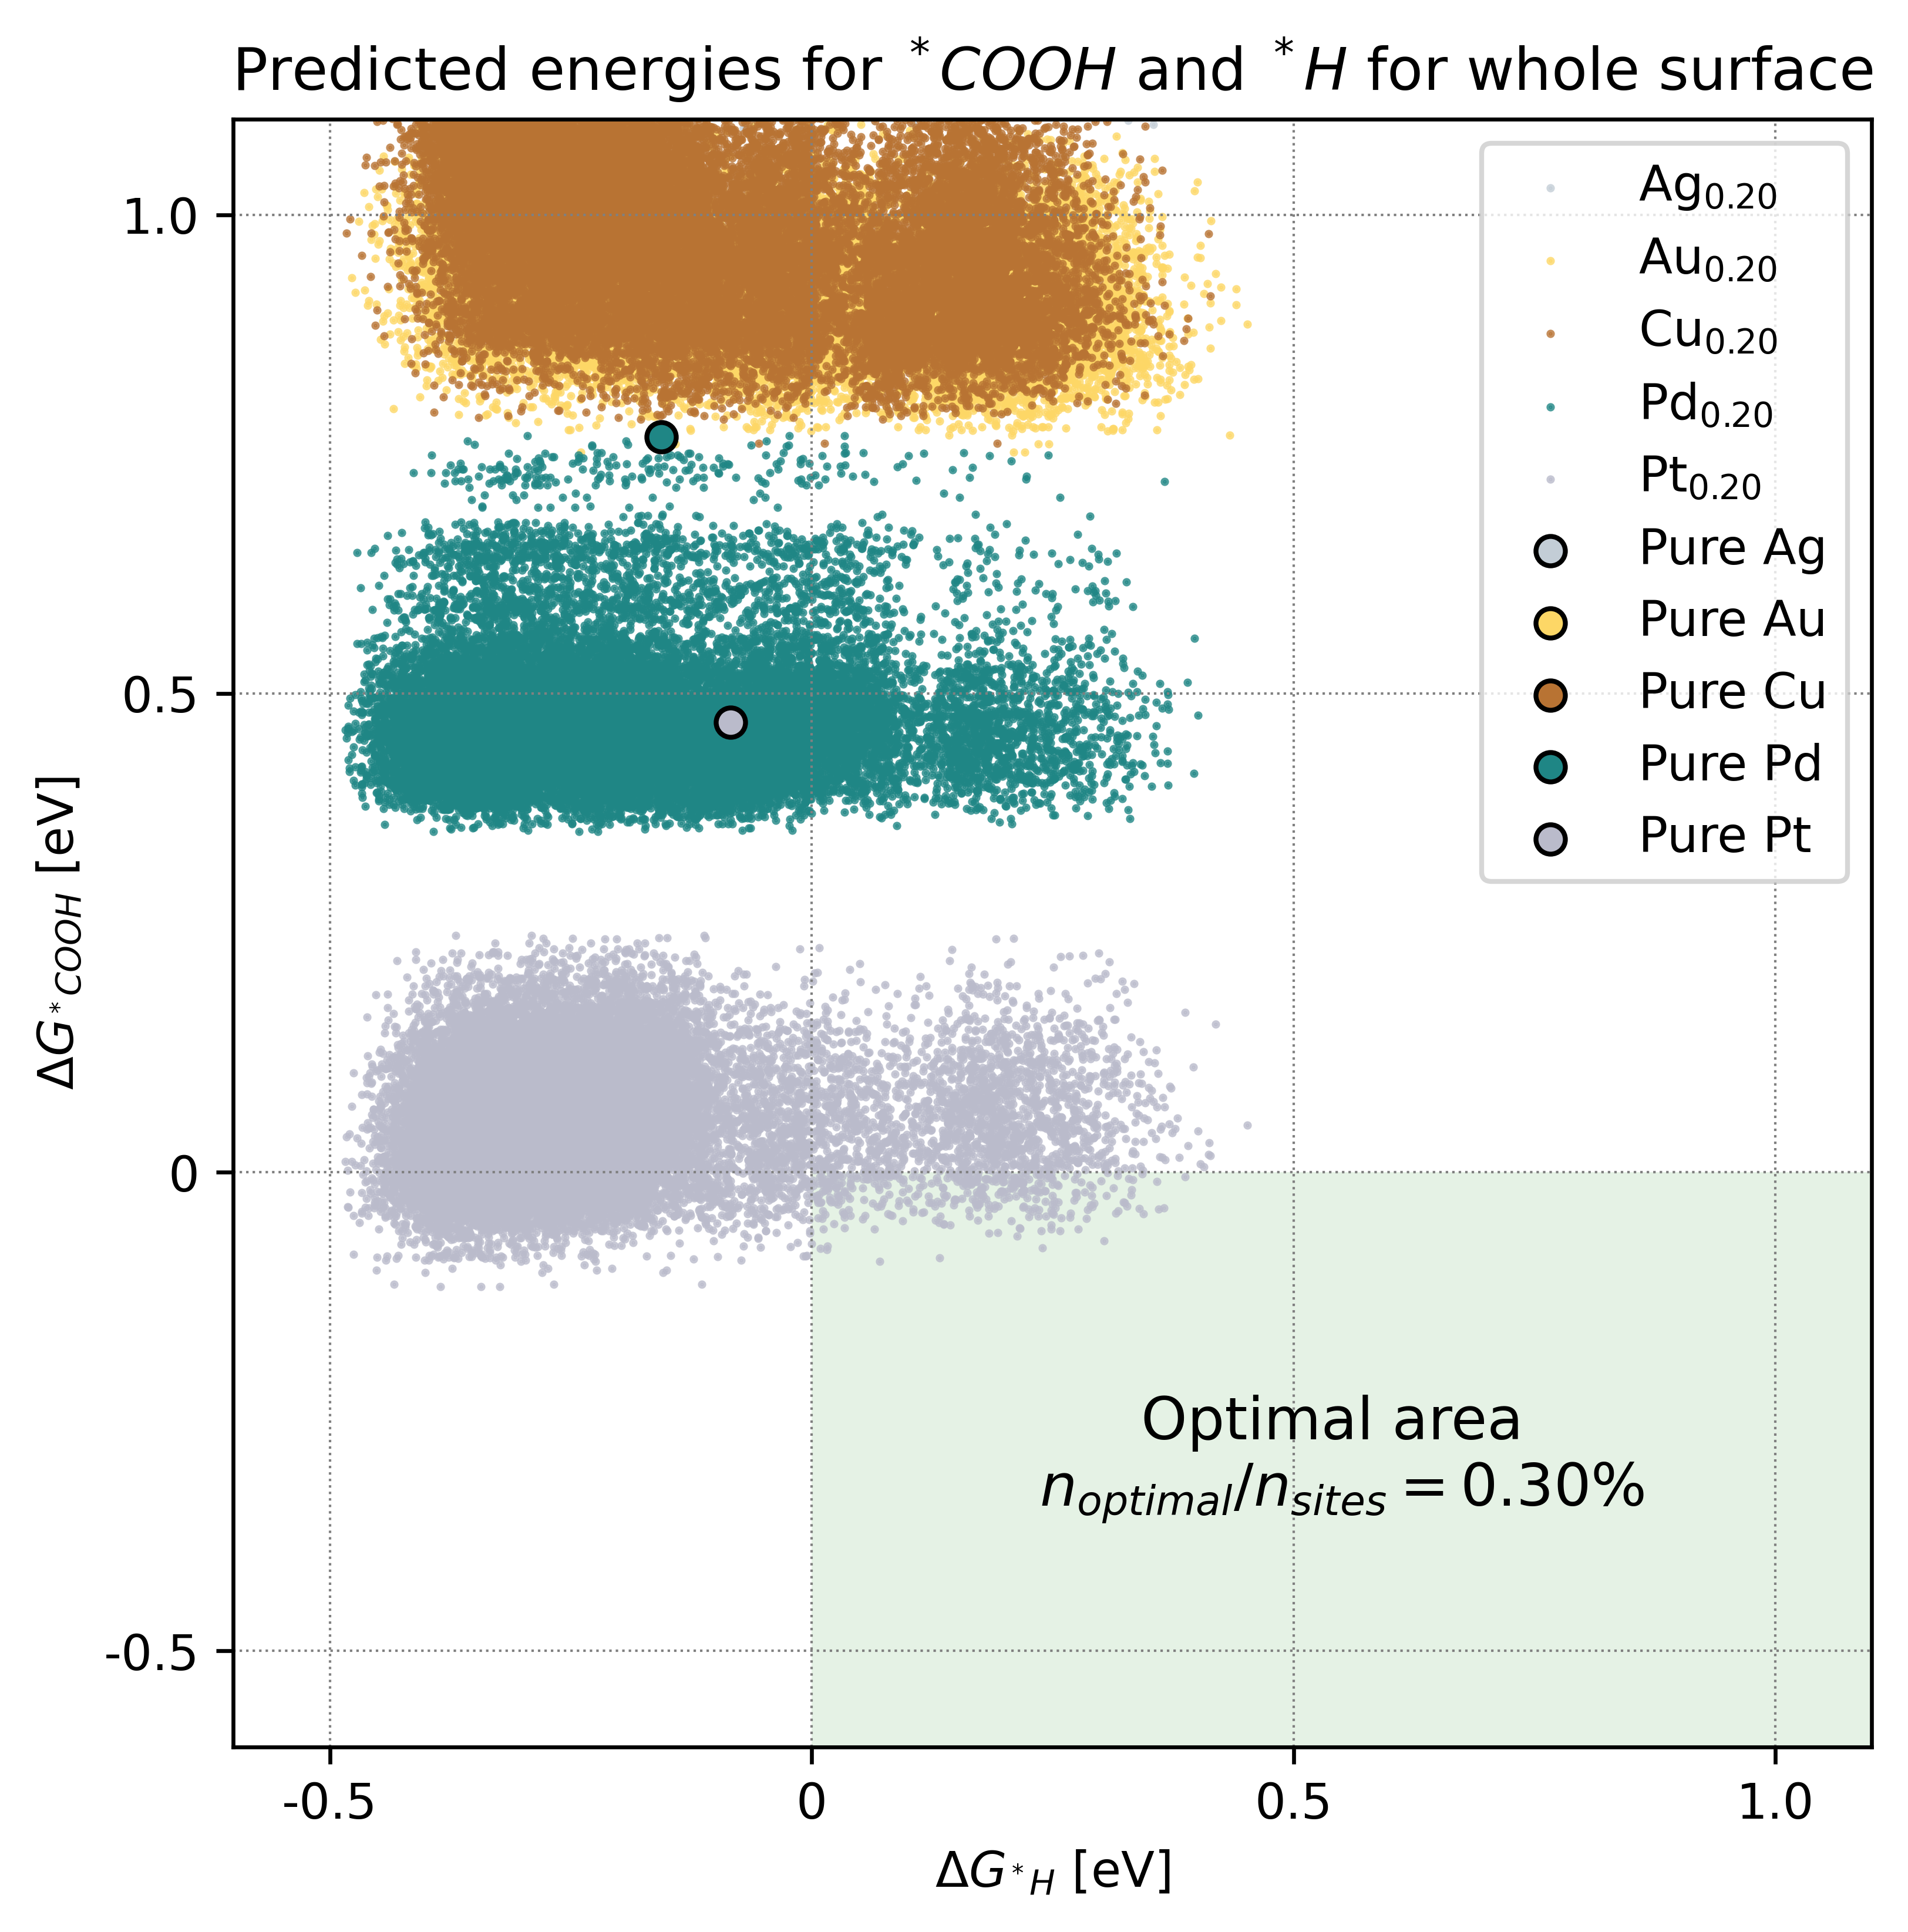 Predicted energies for *COOH and *H for whole surface
1.0
0.5
0
-0.5
ΔG*COOH [eV]
Ag0.20
Au0.20
Cu0.20
Pd0.20
Pt0.20
Pure Ag
Pure Au
Pure Cu
Pure Pd
Pure Pt
Optimal area
noptimal/nsites = 0.30%
-0.5 0 0.5 1.0
ΔG*H [eV]